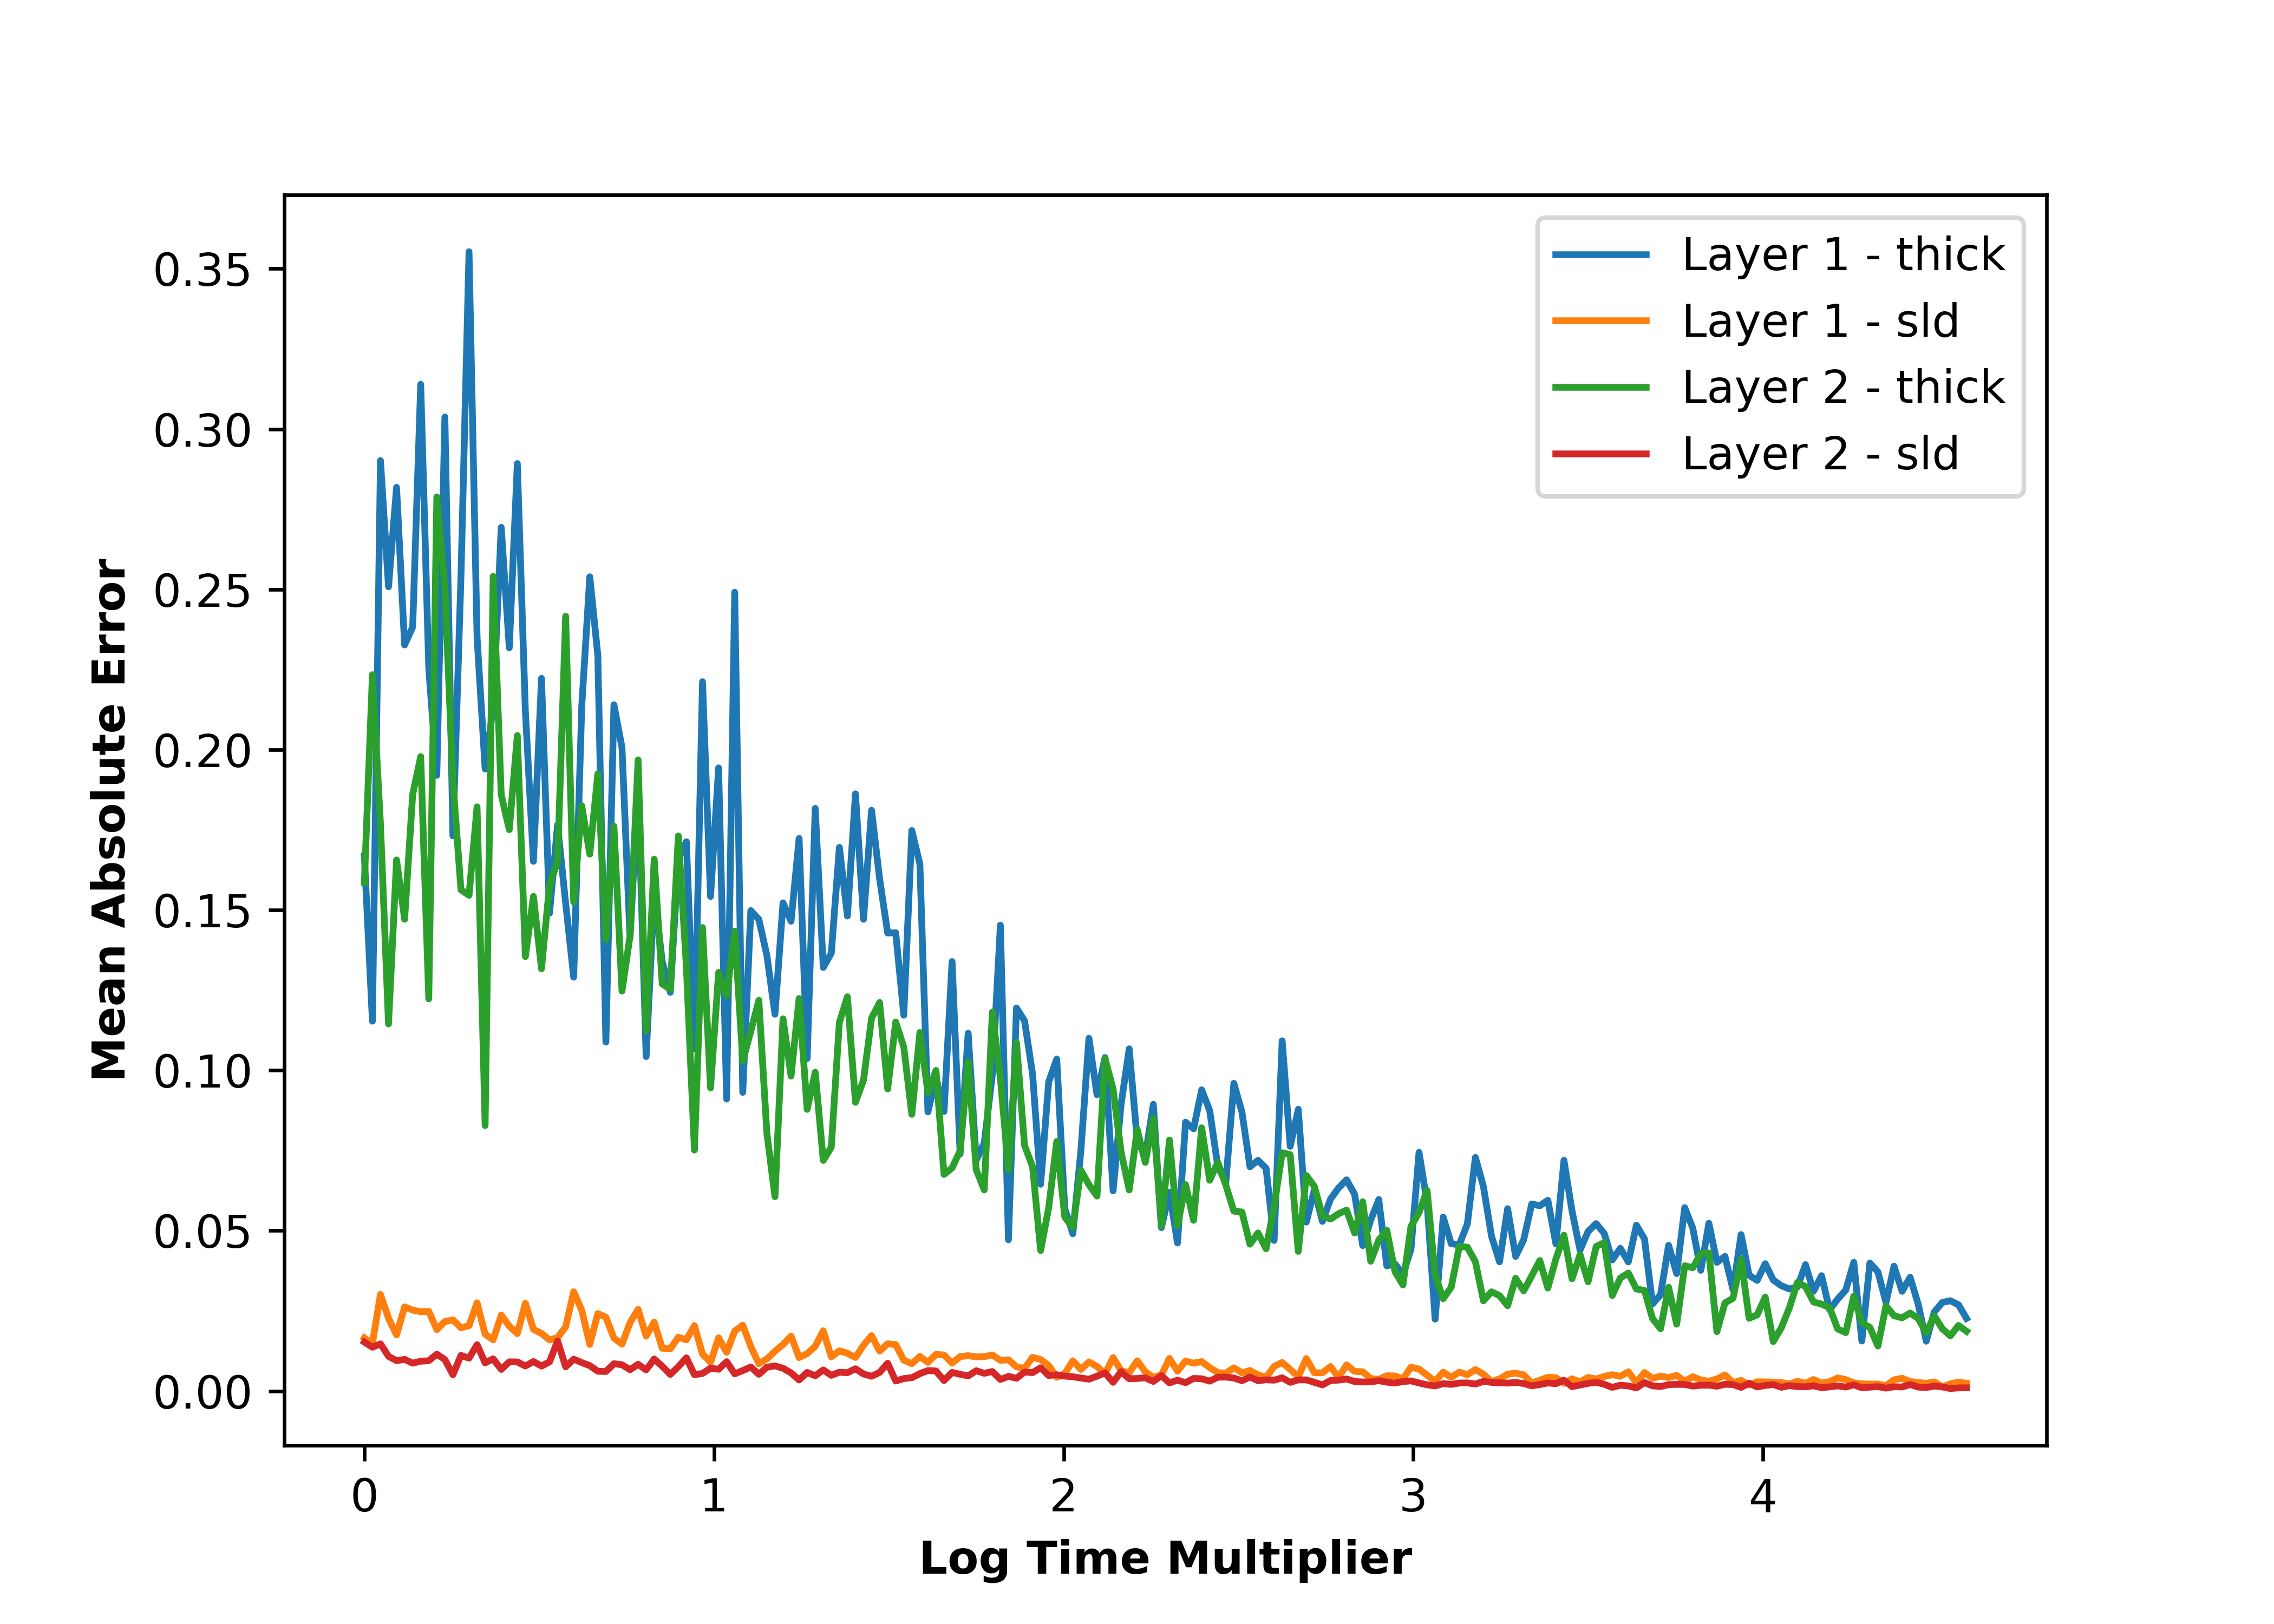 Layer 1 - thick
Layer 1 - sld
Layer 2 - thick
Layer 2 - sld
0.35
0.30
0.25
0.20
0.15
0.10
0.05
0.00
Mean Absolute Error
0 1 2 3 4
Log Time Multiplier